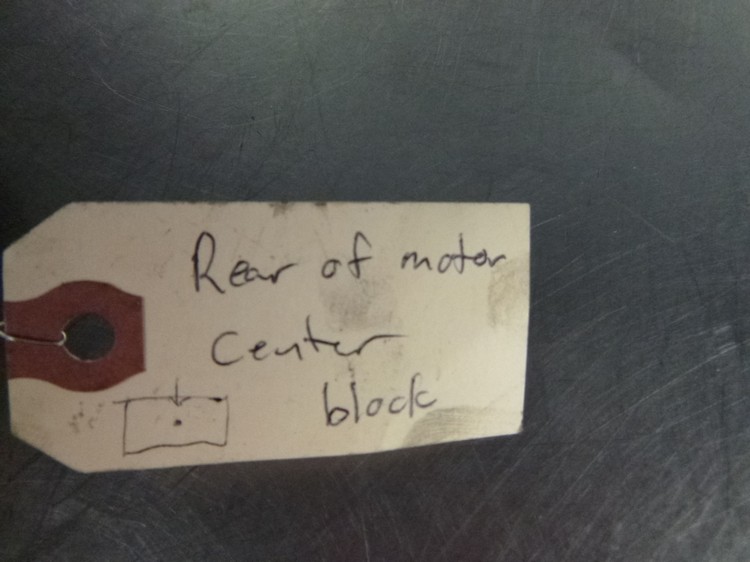 Rear of motor
Center
block